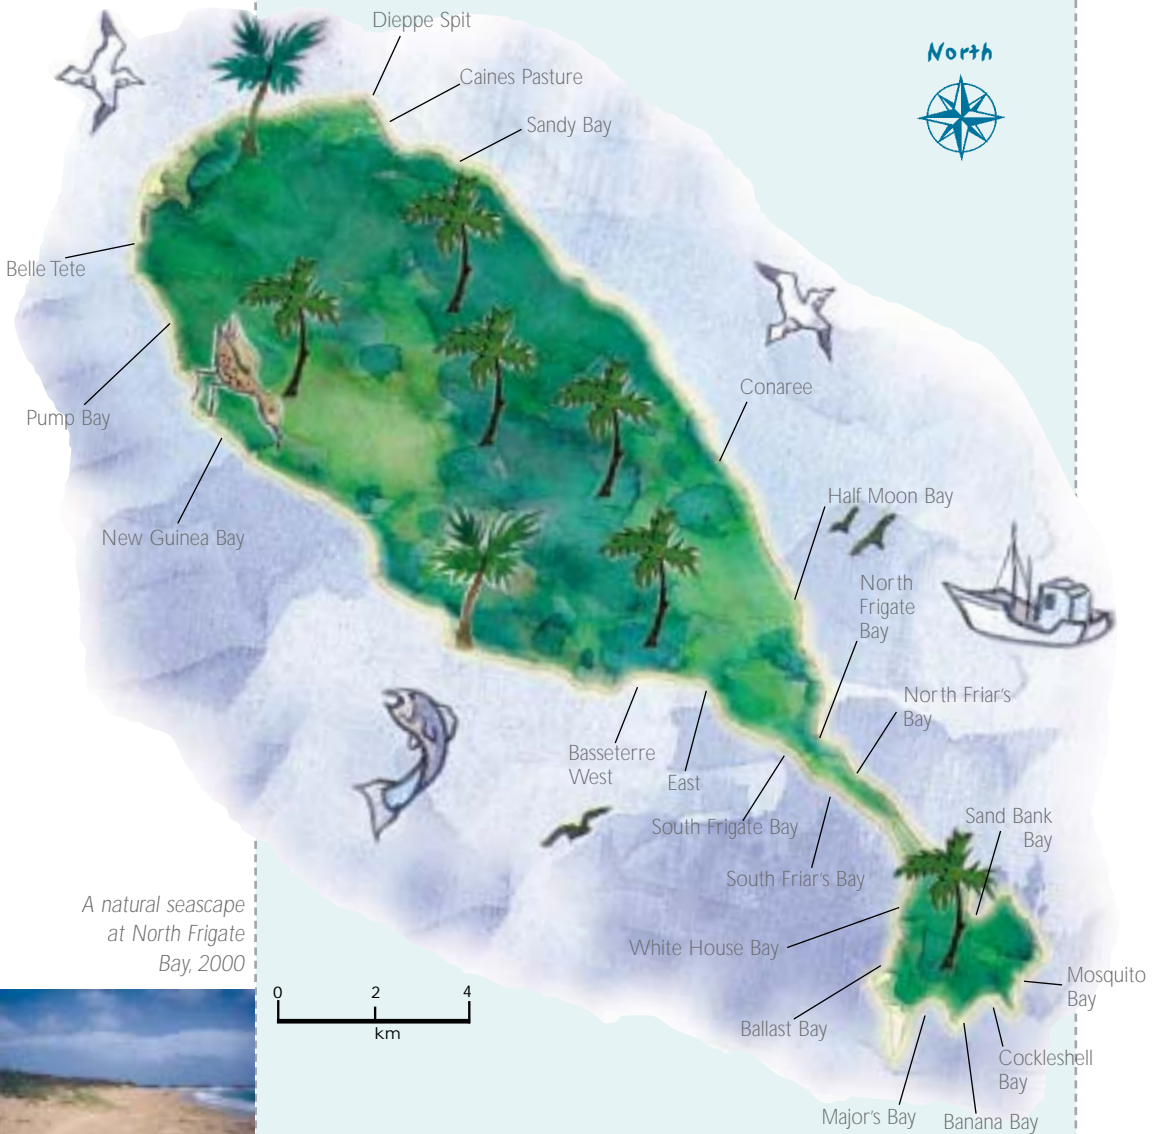 Dieppe Spit
North
Caines Pasture
Sandy Bay
Belle Tete
Conaree
Pump Bay
Half Moon Bay
New Guinea Bay
North
Frigate
Bay
North Friar's
Bay
Basseterre
West
East
South Frigate Bay
Sand Bank
Bay
South Friar's Bay
A natural seascape
at North Frigate
Bay, 2000
White House Bay
Mosquito
Bay
0 2 4
km
Ballast Bay
Cockleshell
Bay
Major's Bay
Banana Bay